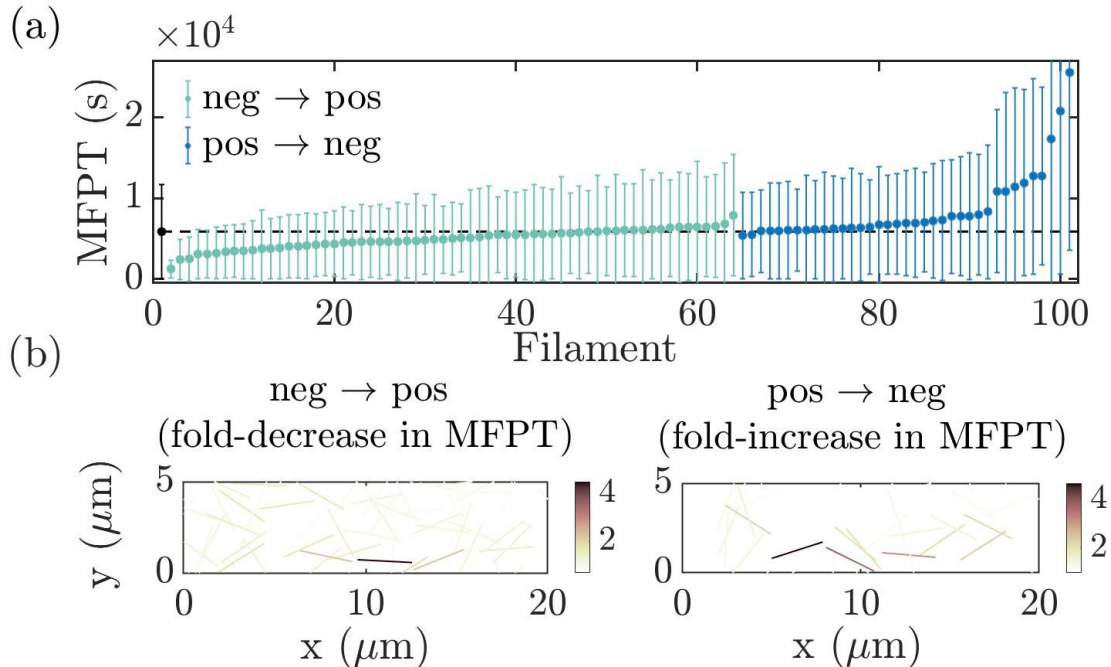 (a)
×10⁴
MFPT (s)
2
1
0
neg → pos
pos → neg
0 20 40 60 80 100
Filament
(b)
neg → pos
(fold-decrease in MFPT)
pos → neg
(fold-increase in MFPT)
y (μm)
5
0
4
2
0 10 20
x (μm)
5
0
4
2
0 10 20
x (μm)